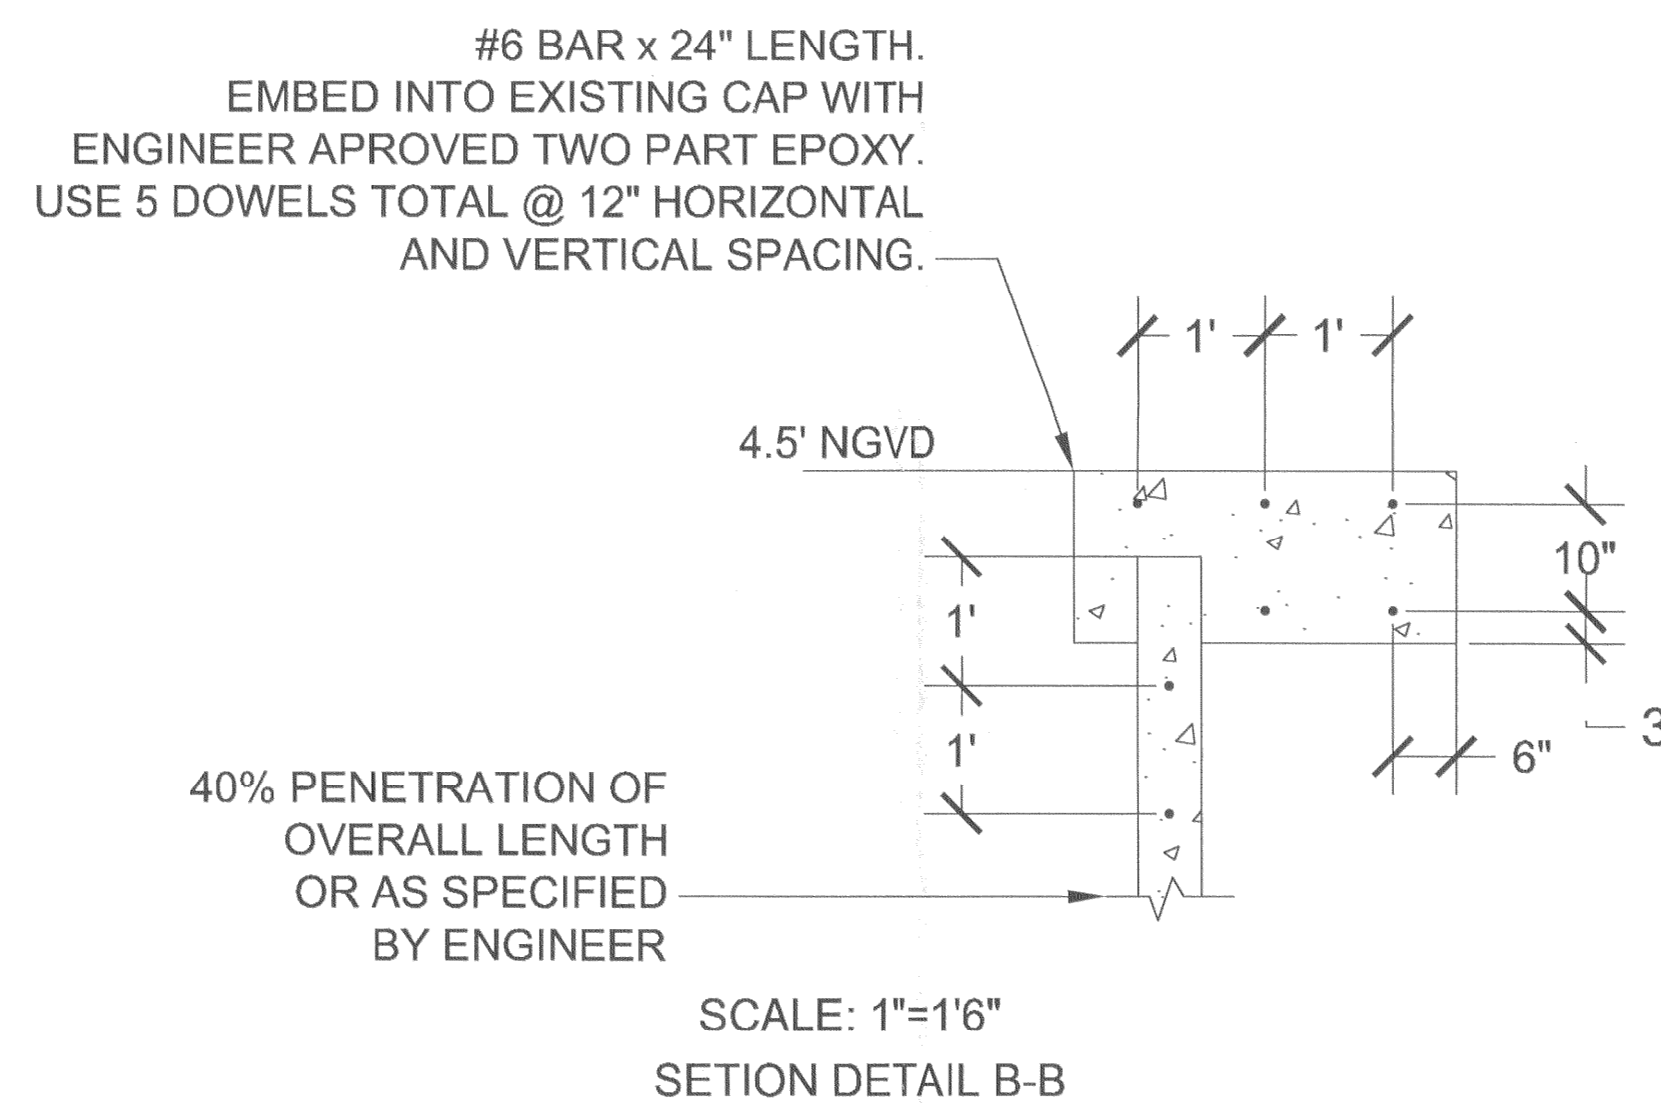 #6 BAR x 24" LENGTH.
EMBED INTO EXISTING CAP WITH
ENGINEER APROVED TWO PART EPOXY.
USE 5 DOWELS TOTAL @ 12" HORIZONTAL
AND VERTICAL SPACING.
1' 1'
4.5' NGVD
10"
1'
3
1'
6"
40% PENETRATION OF
OVERALL LENGTH
OR AS SPECIFIED
BY ENGINEER
SCALE: 1"=1'6"
SETION DETAIL B-B